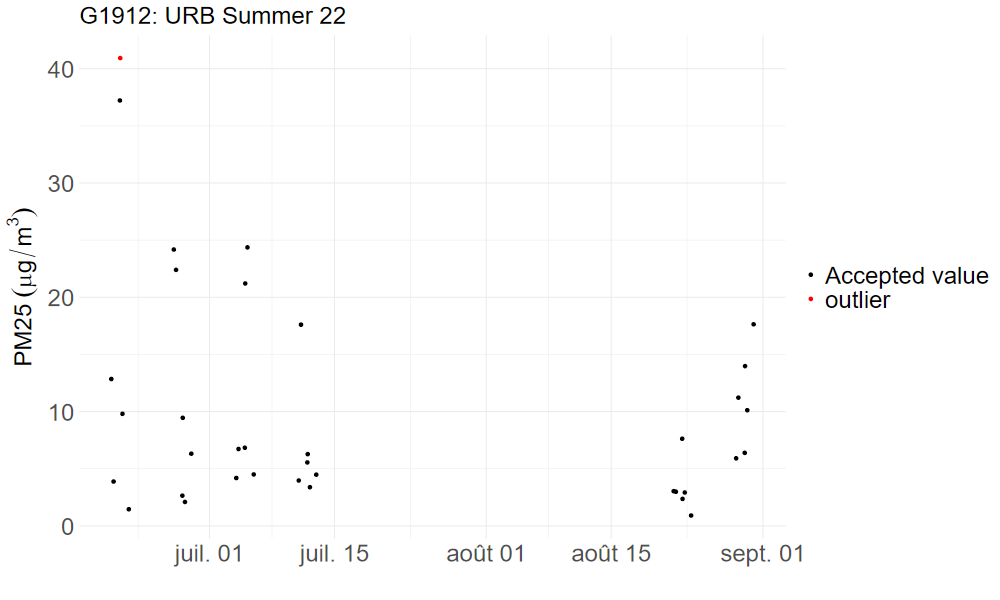 G1912: URB Summer 22
PM25 (μg/m³)
40
30
20
10
0
juil. 01
juil. 15
août 01
août 15
sept. 01
Accepted value
outlier